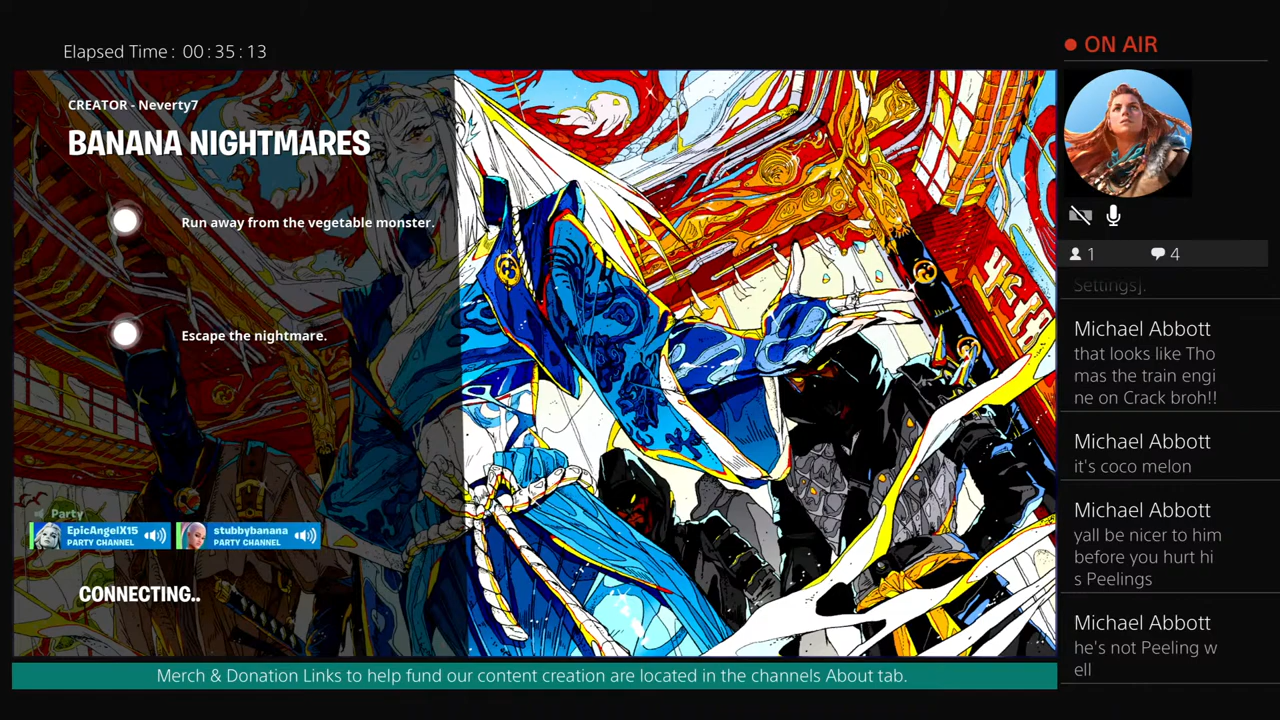 Elapsed Time: 00:35:13
ON AIR
CREATOR - Neverty7
BANANA NIGHTMARES
Run away from the vegetable monster.
Escape the nightmare.
Party
EpicAngelX15
PARTY CHANNEL
stubbybanana
PARTY CHANNEL
CONNECTING..
1
4
Settings].
Michael Abbott
that looks like Tho
mas the train engi
ne on Crack broh!!
Michael Abbott
it's coco melon
Michael Abbott
yall be nicer to him
before you hurt hi
s Peelings
Michael Abbott
he's not Peeling w
ell
Merch & Donation Links to help fund our content creation are located in the channels About tab.